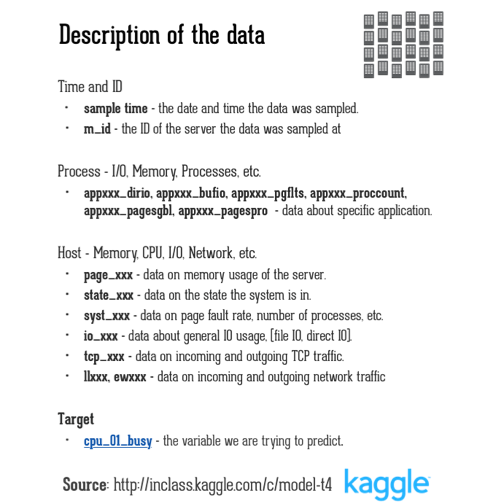 Description of the data
Time and ID
• sample time - the date and time the data was sampled.
• m_id - the ID of the server the data was sampled at
Process - I/O, Memory, Processes, etc.
• appxxx_dirio, appxxx_bufio, appxxx_pgflts, appxxx_proccount,
appxxx_pagesgbl, appxxx_pagespro - data about specific application.
Host - Memory, CPU, I/O, Network, etc.
• page_xxx - data on memory usage of the server.
• state_xxx - data on the state the system is in.
• syst_xxx - data on page fault rate, number of processes, etc.
• io_xxx - data about general IO usage, [file IO, direct IO].
• tcp_xxx - data on incoming and outgoing TCP traffic.
• llxxx, ewxxx - data on incoming and outgoing network traffic
Target
• cpu_01_busy - the variable we are trying to predict.
Source: http://inclass.kaggle.com/c/model-t4 kaggle